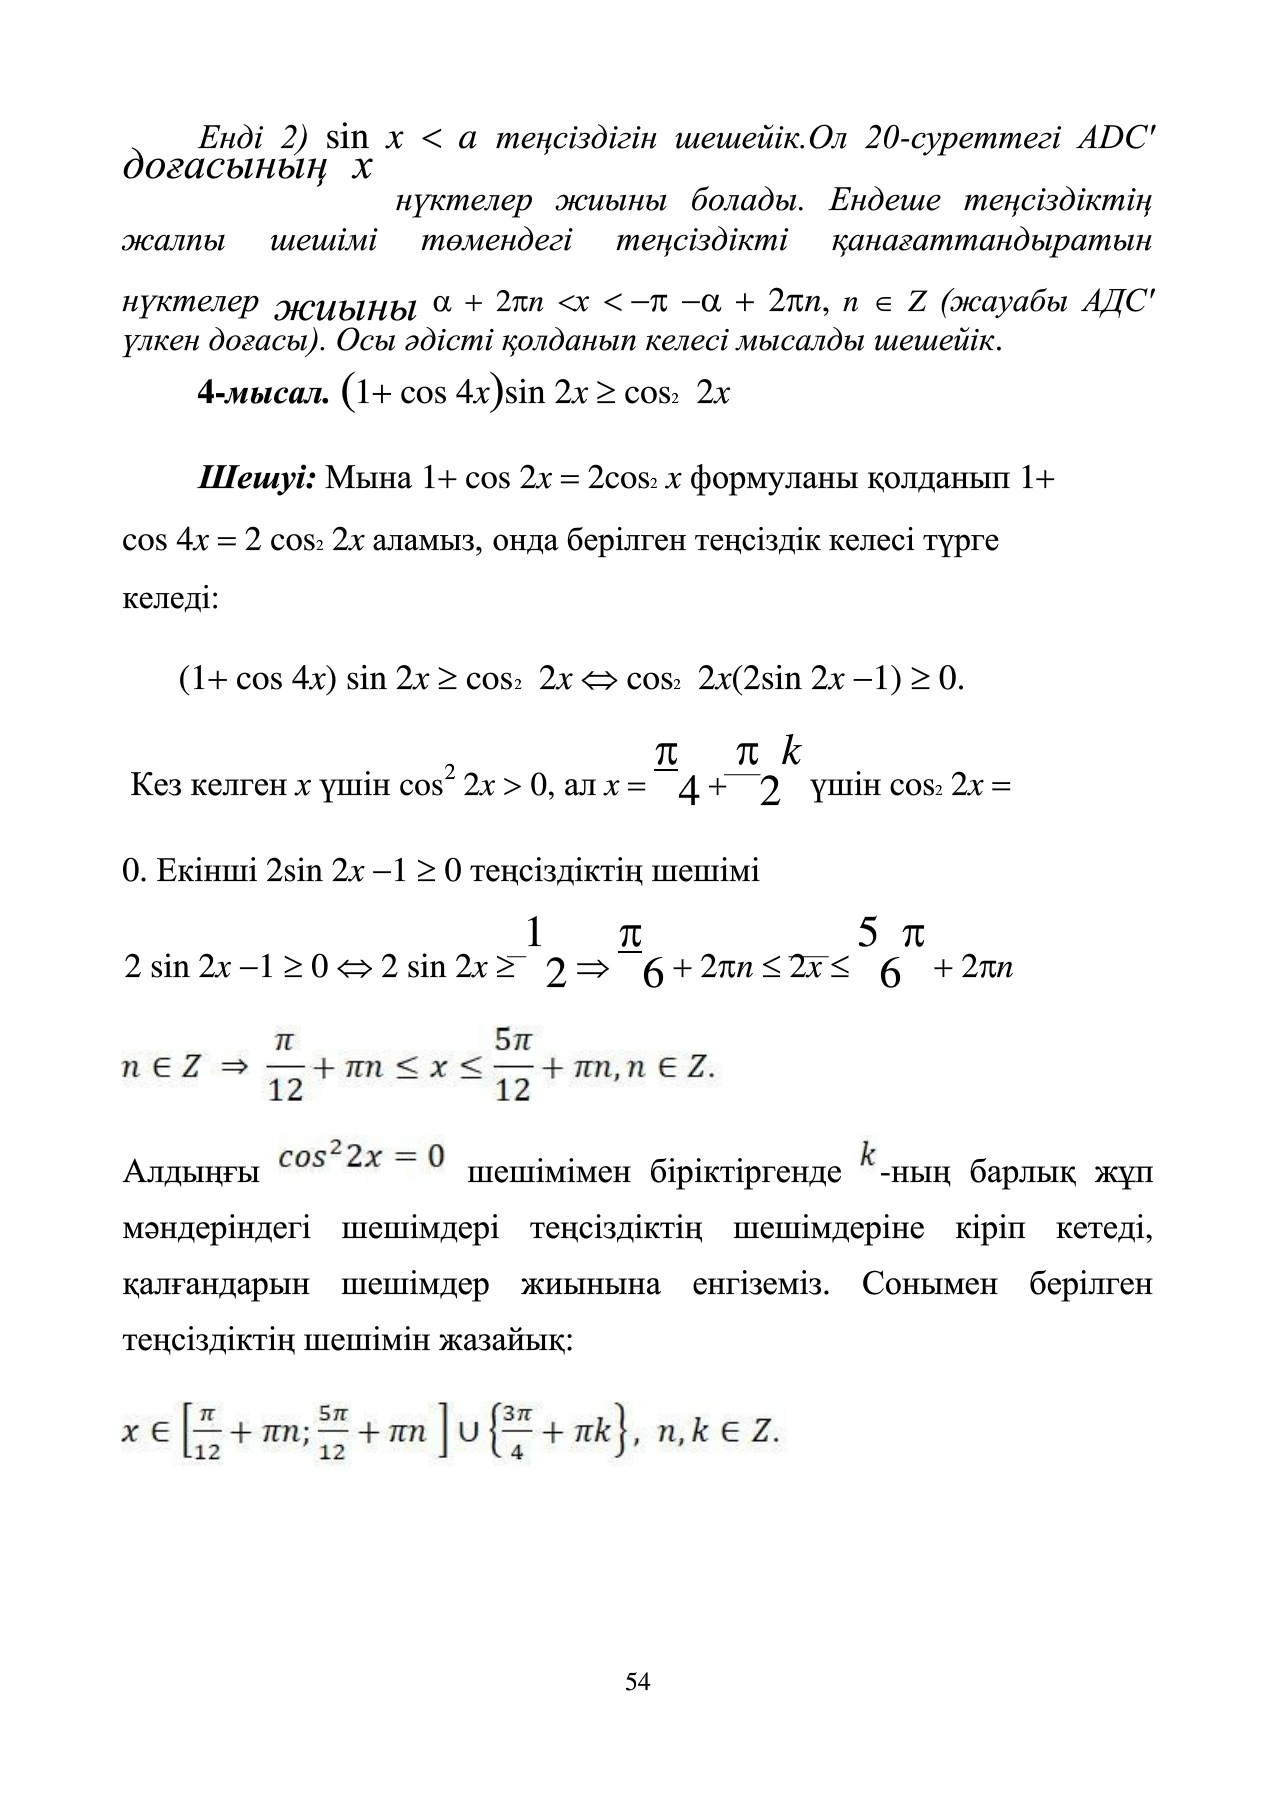 Енді 2) sin x < a теңсіздігін шешейік.Ол 20-суреттегі ADC′
доғасының x
нүктелер жиыны болады. Ендеше теңсіздіктің
жалпы шешімі төмендегі теңсіздікті қанағаттандыратын
нүктелер жиыны α + 2πn <x < −π −α + 2πn, n ∈ Z (жауабы АДС′
үлкен доғасы). Осы әдісті қолданып келесі мысалды шешейік.
4-мысал. (1+ cos 4x)sin 2x ≥ cos₂ 2x
Шешуі: Мына 1+ cos 2x = 2cos₂ x формуланы қолданып 1+
cos 4x = 2 cos₂ 2x аламыз, онда берілген теңсіздік келесі түрге
келеді:
(1+ cos 4x) sin 2x ≥ cos₂ 2x ⇔ cos₂ 2x(2sin 2x −1) ≥ 0.
Кез келген x үшін cos² 2x > 0, ал x = π/4 + π/2 k үшін cos₂ 2x =
0. Екінші 2sin 2x −1 ≥ 0 теңсіздіктің шешімі
2 sin 2x −1 ≥ 0 ⇔ 2 sin 2x ≥ 1/2 ⇒ π/6 + 2πn ≤ 2x ≤ 5π/6 + 2πn
n ∈ Z ⇒ π/12 + πn ≤ x ≤ 5π/12 + πn, n ∈ Z.
Алдыңғы cos²2x = 0 шешімімен біріктіргенде k-ның барлық жұп
мәндеріндегі шешімдері теңсіздіктің шешімдеріне кіріп кетеді,
қалғандарын шешімдер жиынына енгіземіз. Сонымен берілген
теңсіздіктің шешімін жазайық:
x ∈ [π/12 + πn; 5π/12 + πn ] ∪ {3π/4 + πk}, n, k ∈ Z.
54